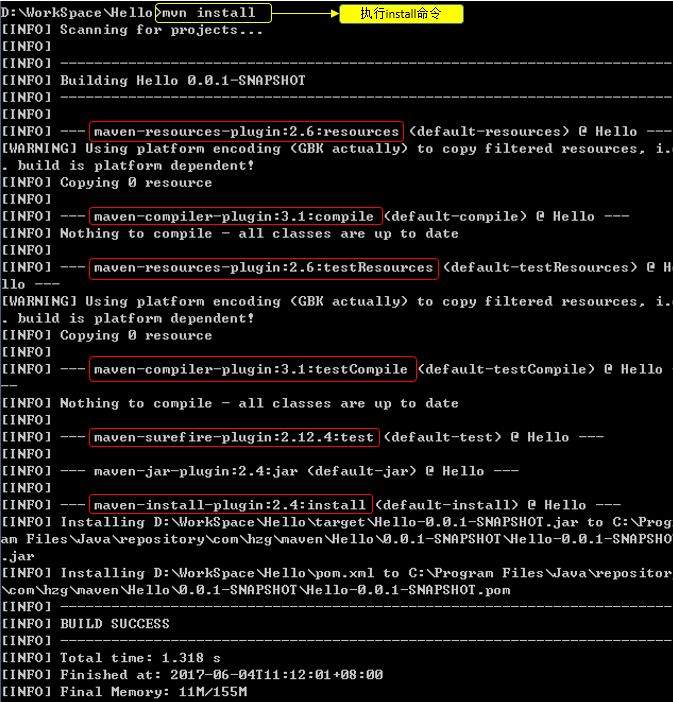 D:\WorkSpace\Hello>mvn install 执行install命令
[INFO] Scanning for projects...
[INFO]
[INFO] ------------------------------------------------------------------------
[INFO] Building Hello 0.0.1-SNAPSHOT
[INFO] ------------------------------------------------------------------------
[INFO]
[INFO] --- maven-resources-plugin:2.6:resources (default-resources) @ Hello ---
[WARNING] Using platform encoding (GBK actually) to copy filtered resources, i.e
. build is platform dependent!
[INFO] Copying 0 resource
[INFO]
[INFO] --- maven-compiler-plugin:3.1:compile (default-compile) @ Hello ---
[INFO] Nothing to compile - all classes are up to date
[INFO]
[INFO] --- maven-resources-plugin:2.6:testResources (default-testResources) @ He
llo ---
[WARNING] Using platform encoding (GBK actually) to copy filtered resources, i.e
. build is platform dependent!
[INFO] Copying 0 resource
[INFO]
[INFO] --- maven-compiler-plugin:3.1:testCompile (default-testCompile) @ Hello -
--
[INFO] Nothing to compile - all classes are up to date
[INFO]
[INFO] --- maven-surefire-plugin:2.12.4:test (default-test) @ Hello ---
[INFO]
[INFO] --- maven-jar-plugin:2.4:jar (default-jar) @ Hello ---
[INFO]
[INFO] --- maven-install-plugin:2.4:install (default-install) @ Hello ---
[INFO] Installing D:\WorkSpace\Hello\target\Hello-0.0.1-SNAPSHOT.jar to C:\Progr
am Files\Java\repository\com\hzg\maven\Hello\0.0.1-SNAPSHOT\Hello-0.0.1-SNAPSHOT
.jar
[INFO] Installing D:\WorkSpace\Hello\pom.xml to C:\Program Files\Java\repository
\com\hzg\maven\Hello\0.0.1-SNAPSHOT\Hello-0.0.1-SNAPSHOT.pom
[INFO] ------------------------------------------------------------------------
[INFO] BUILD SUCCESS
[INFO] ------------------------------------------------------------------------
[INFO] Total time: 1.318 s
[INFO] Finished at: 2017-06-04T11:12:01+08:00
[INFO] Final Memory: 11M/155M